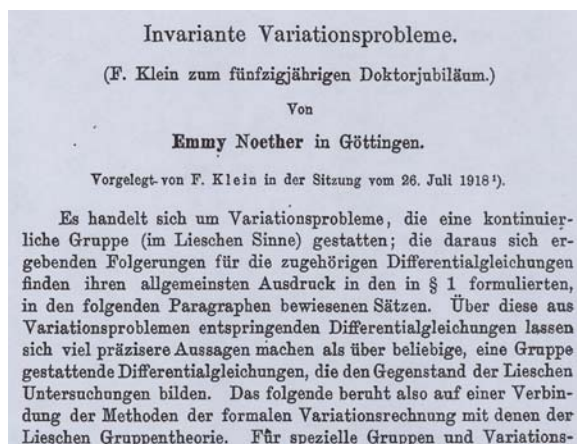 Invariante Variationsprobleme.
(F. Klein zum fünfzigjährigen Doktorjubiläum.)
Von
Emmy Noether in Göttingen.
Vorgelegt von F. Klein in der Sitzung vom 26. Juli 1918¹).
Es handelt sich um Variationsprobleme, die eine kontinuier-
liche Gruppe (im Lieschen Sinne) gestatten; die daraus sich er-
gebenden Folgerungen für die zugehörigen Differentialgleichungen
finden ihren allgemeinsten Ausdruck in den in § 1 formulierten,
in den folgenden Paragraphen bewiesenen Sätzen. Über diese aus
Variationsproblemen entspringenden Differentialgleichungen lassen
sich viel präzisere Aussagen machen als über beliebige, eine Gruppe
gestattende Differentialgleichungen, die den Gegenstand der Lieschen
Untersuchungen bilden. Das folgende beruht also auf einer Verbin-
dung der Methoden der formalen Variationsrechnung mit denen der
Lieschen Gruppentheorie. Für spezielle Gruppen und Variations-